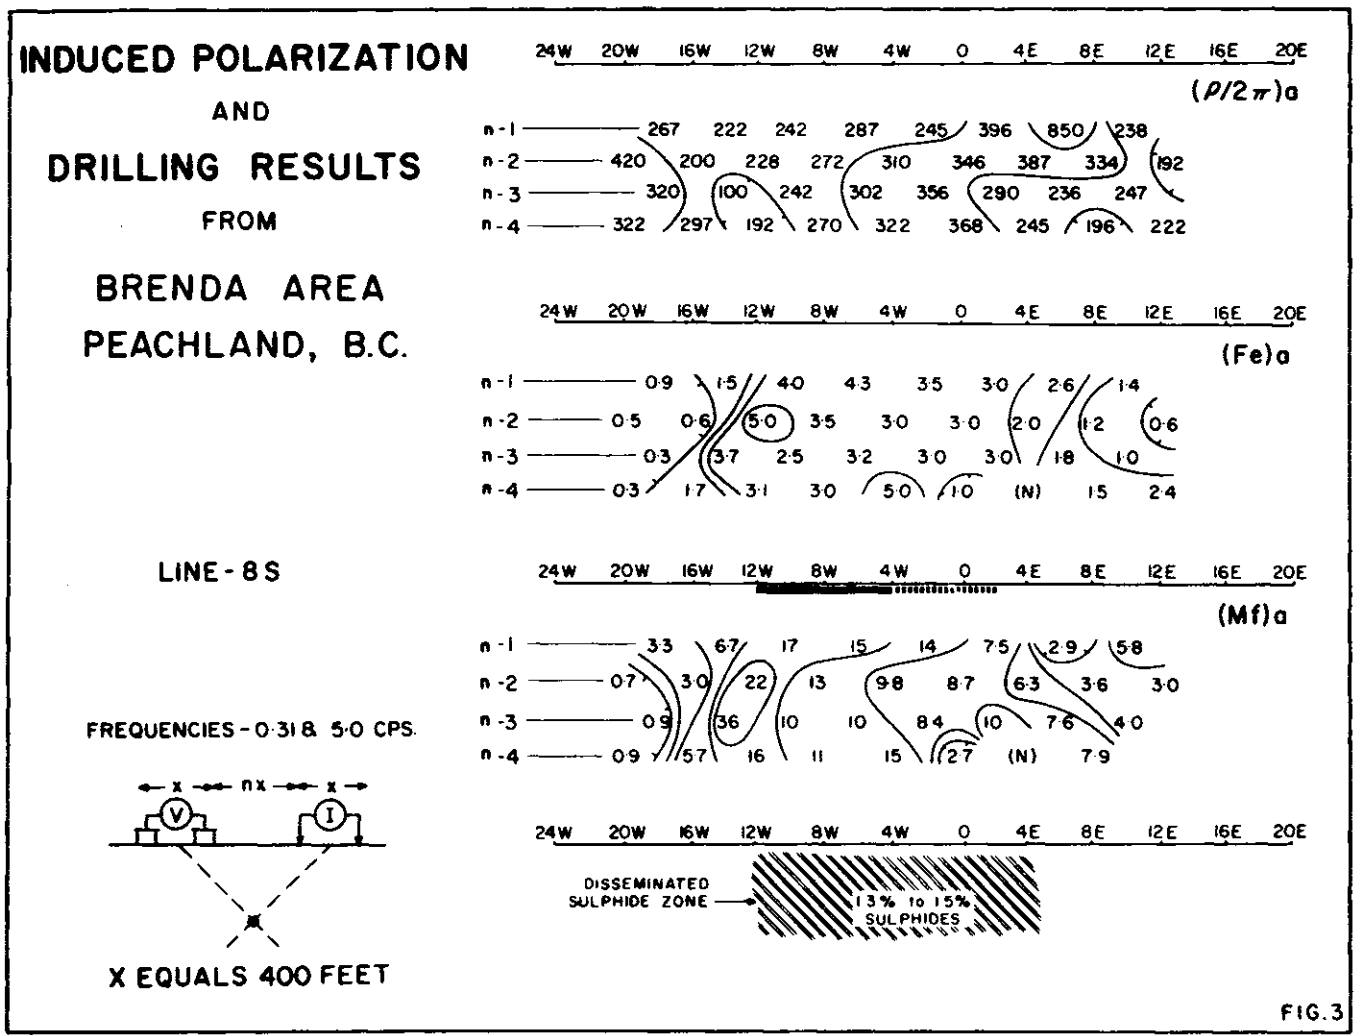 INDUCED POLARIZATION
AND
DRILLING RESULTS
FROM
BRENDA AREA
PEACHLAND, B.C.
LINE-8S
FREQUENCIES-0·31 & 5·0 CPS.
x nx x
V I
X EQUALS 400 FEET
24W 20W 16W 12W 8W 4W 0 4E 8E 12E 16E 20E
(ρ/2π)a
n-1 267 222 242 287 245 396 850 238
n-2 420 200 228 272 310 346 387 334 192
n-3 320 100 242 302 356 290 236 247
n-4 322 297 192 270 322 368 245 196 222
24W 20W 16W 12W 8W 4W 0 4E 8E 12E 16E 20E
(Fe)a
n-1 0·9 1·5 4·0 4·3 3·5 3·0 2·6 1·4
n-2 0·5 0·6 5·0 3·5 3·0 3·0 2·0 1·2 0·6
n-3 0·3 3·7 2·5 3·2 3·0 3·0 1·8 1·0
n-4 0·3 1·7 3·1 3·0 5·0 1·0 (N) 1·5 2·4
24W 20W 16W 12W 8W 4W 0 4E 8E 12E 16E 20E
(Mf)a
n-1 3·3 6·7 17 15 14 7·5 2·9 5·8
n-2 0·7 3·0 22 13 9·8 8·7 6·3 3·6 3·0
n-3 0·9 36 10 10 8·4 10 7·6 4·0
n-4 0·9 5·7 16 11 15 2·7 (N) 7·9
24W 20W 16W 12W 8W 4W 0 4E 8E 12E 16E 20E
DISSEMINATED
SULPHIDE ZONE
1·3% to 1·5%
SULPHIDES
FIG.3